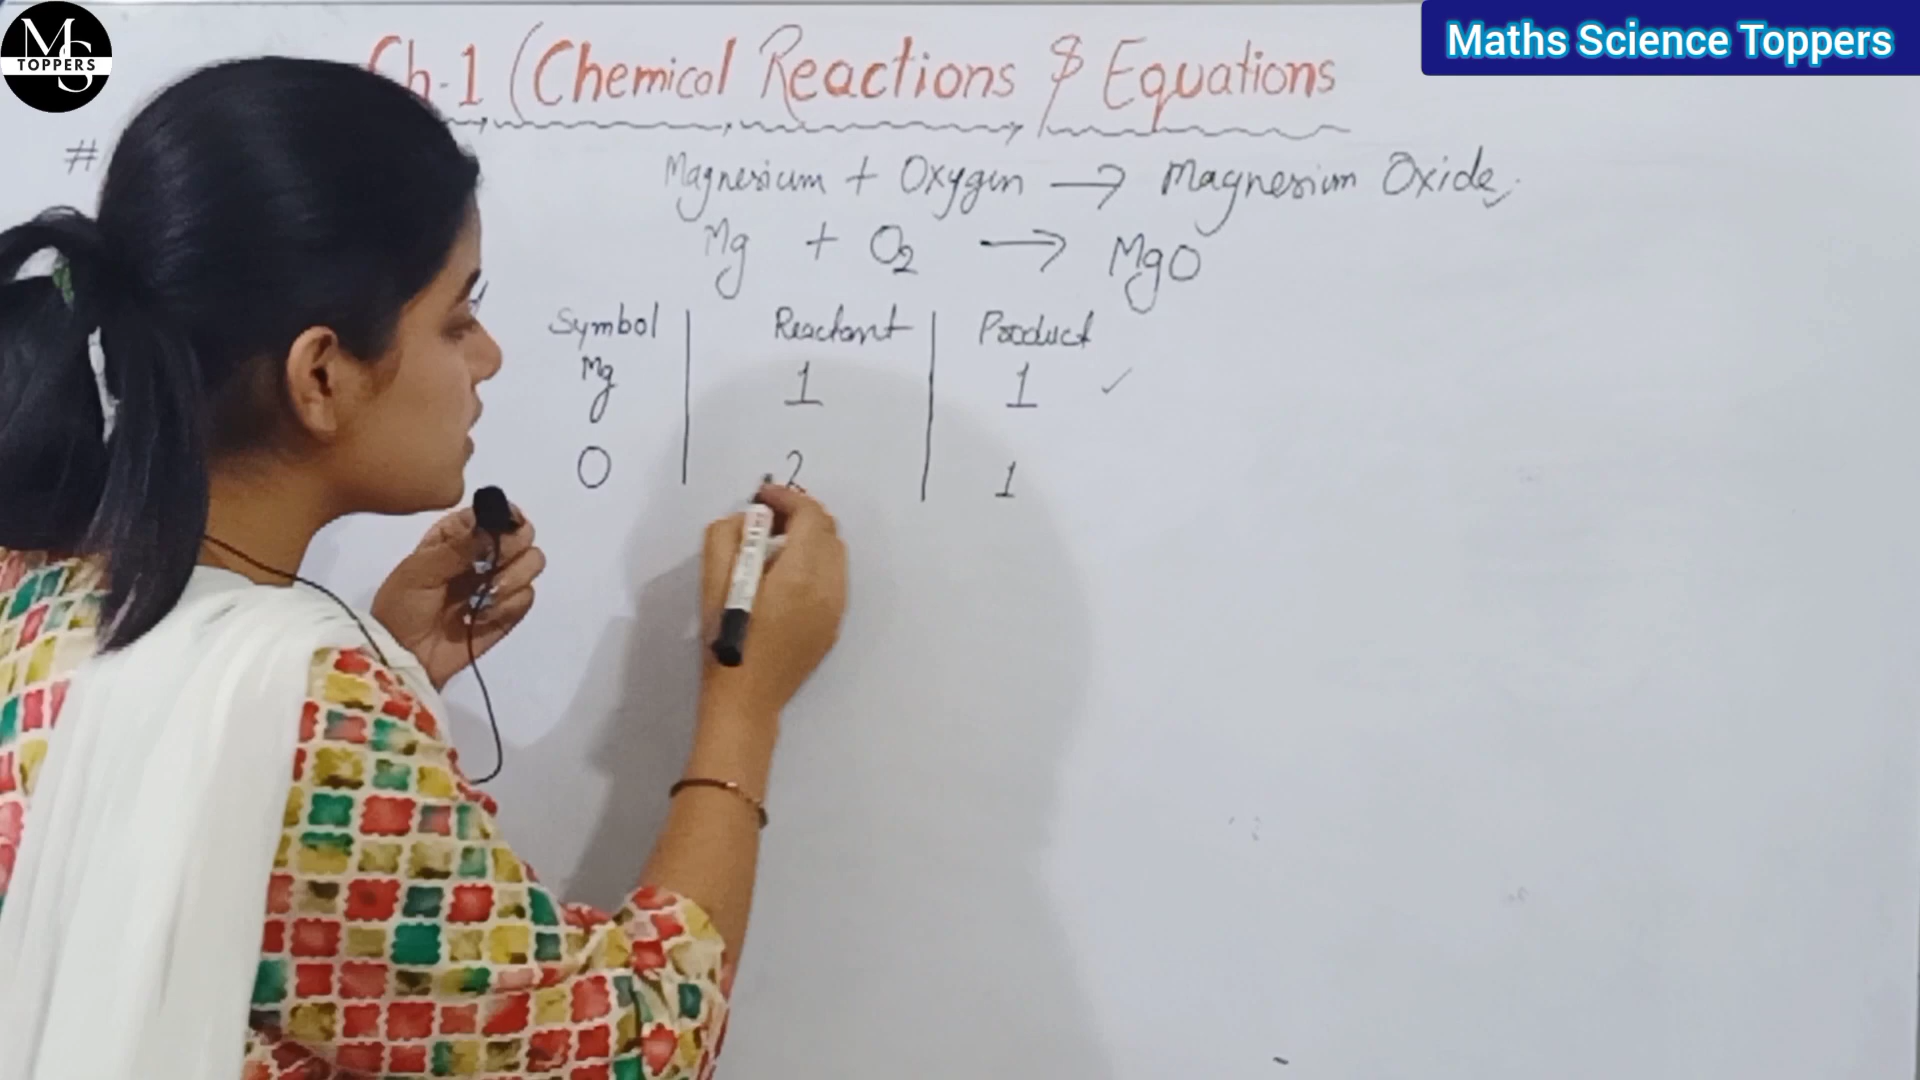 MS
TOPPERS
Maths Science Toppers
Ch-1 (Chemical Reactions & Equations
#
Magnesium + Oxygen → Magnesium Oxide
Mg + O2 → MgO
Symbol Reactant Product
Mg 1 1 ✓
O 2 1